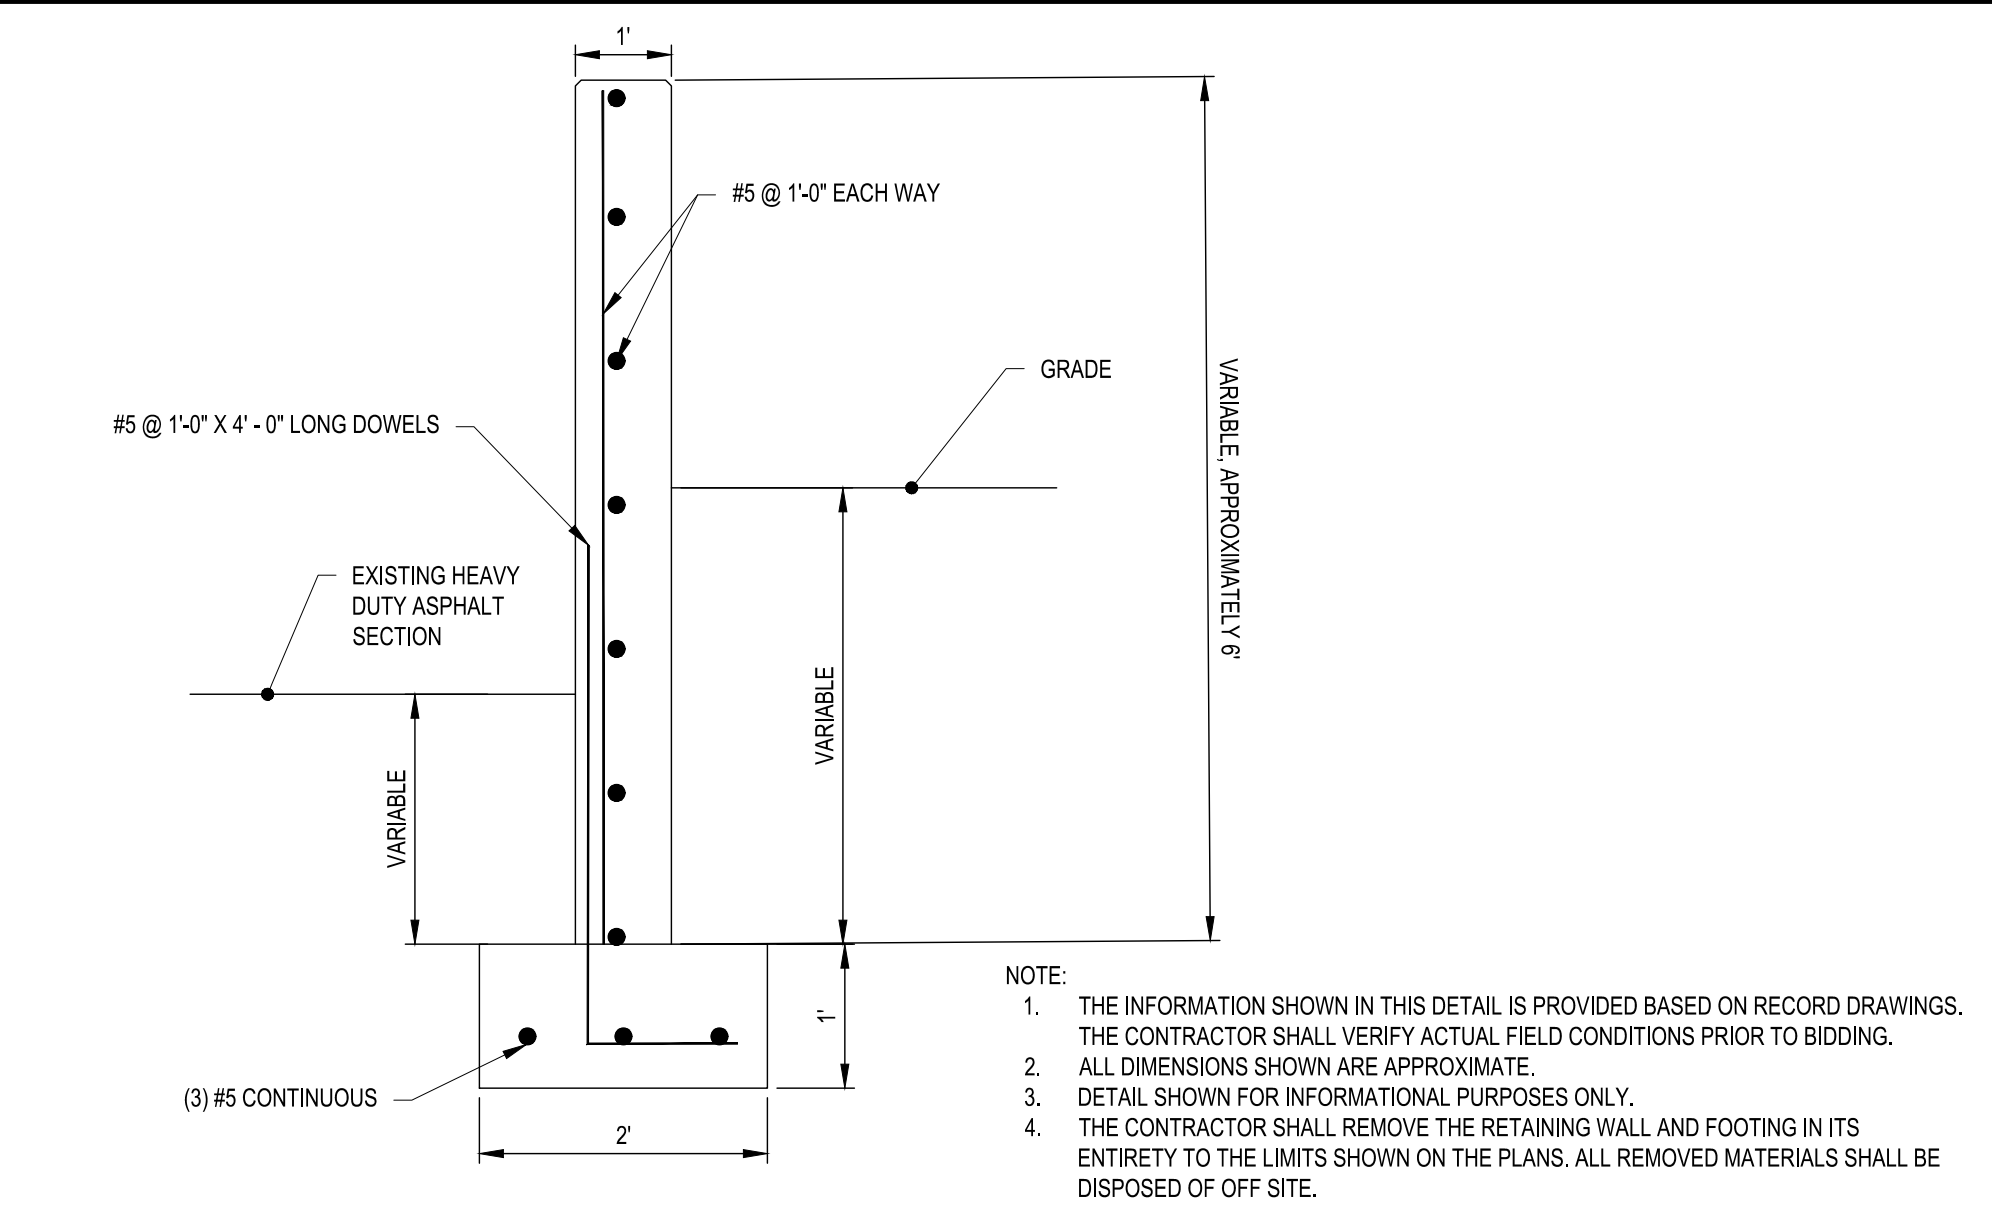 1'
#5 @ 1'-0" EACH WAY
GRADE
VARIABLE, APPROXIMATELY 6'
#5 @ 1'-0" X 4' - 0" LONG DOWELS
EXISTING HEAVY
DUTY ASPHALT
SECTION
VARIABLE
VARIABLE
1'
(3) #5 CONTINUOUS
2'
NOTE:
1. THE INFORMATION SHOWN IN THIS DETAIL IS PROVIDED BASED ON RECORD DRAWINGS.
THE CONTRACTOR SHALL VERIFY ACTUAL FIELD CONDITIONS PRIOR TO BIDDING.
2. ALL DIMENSIONS SHOWN ARE APPROXIMATE.
3. DETAIL SHOWN FOR INFORMATIONAL PURPOSES ONLY.
4. THE CONTRACTOR SHALL REMOVE THE RETAINING WALL AND FOOTING IN ITS
ENTIRETY TO THE LIMITS SHOWN ON THE PLANS. ALL REMOVED MATERIALS SHALL BE
DISPOSED OF OFF SITE.